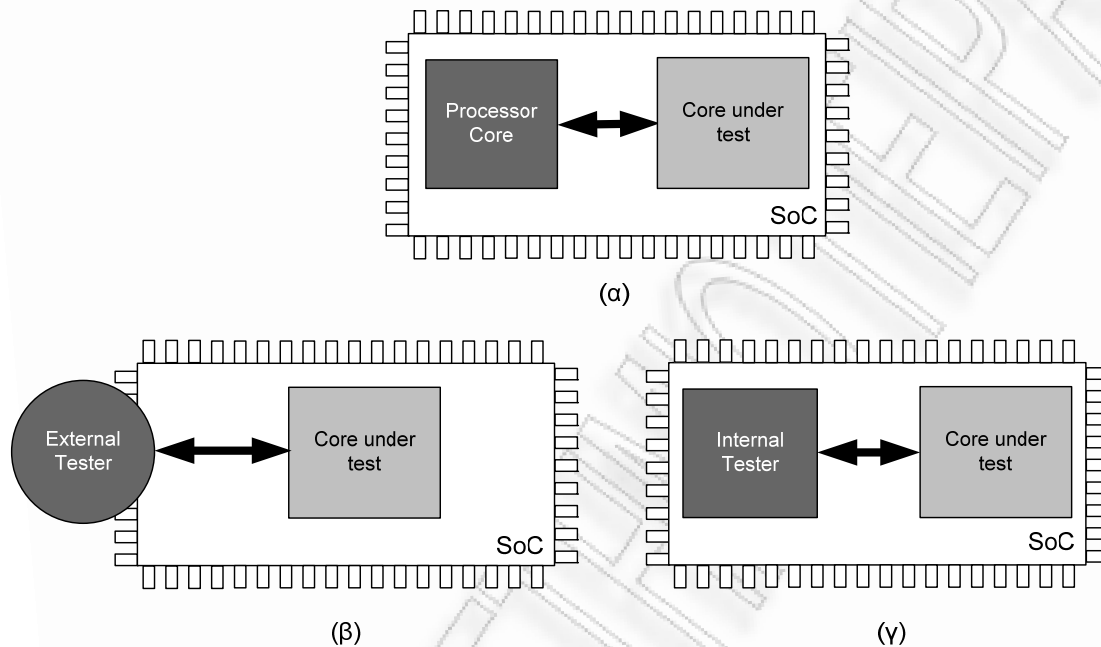 Processor
Core
Core under
test
SoC
(α)
External
Tester
Core under
test
SoC
(β)
Internal
Tester
Core under
test
SoC
(γ)